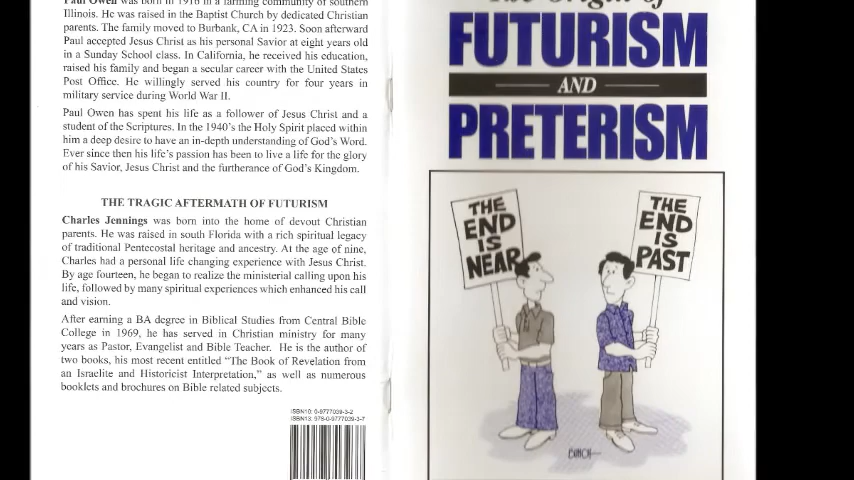 Paul Owen was born in 1916 in a farming community of southern
Illinois. He was raised in the Baptist Church by dedicated Christian
parents. The family moved to Burbank, CA in 1923. Soon afterward
Paul accepted Jesus Christ as his personal Savior at eight years old
in a Sunday School class. In California, he received his education,
raised his family and began a secular career with the United States
Post Office. He willingly served his country for four years in
military service during World War II.
Paul Owen has spent his life as a follower of Jesus Christ and a
student of the Scriptures. In the 1940's the Holy Spirit placed within
him a deep desire to have an in-depth understanding of God's Word.
Ever since then his life's passion has been to live a life for the glory
of his Savior, Jesus Christ and the furtherance of God's Kingdom.
THE TRAGIC AFTERMATH OF FUTURISM
Charles Jennings was born into the home of devout Christian
parents. He was raised in south Florida with a rich spiritual legacy
of traditional Pentecostal heritage and ancestry. At the age of nine,
Charles had a personal life changing experience with Jesus Christ.
By age fourteen, he began to realize the ministerial calling upon his
life, followed by many spiritual experiences which enhanced his call
and vision.
After earning a BA degree in Biblical Studies from Central Bible
College in 1969, he has served in Christian ministry for many
years as Pastor, Evangelist and Bible Teacher. He is the author of
two books, his most recent entitled “The Book of Revelation from
an Israelite and Historicist Interpretation,” as well as numerous
booklets and brochures on Bible related subjects.
ISBN10: 0-9777039-3-2
ISBN13: 978-0-9777039-3-7
The Origin of
FUTURISM
AND
PRETERISM
THE
END
IS
NEAR
THE
END
IS
PAST